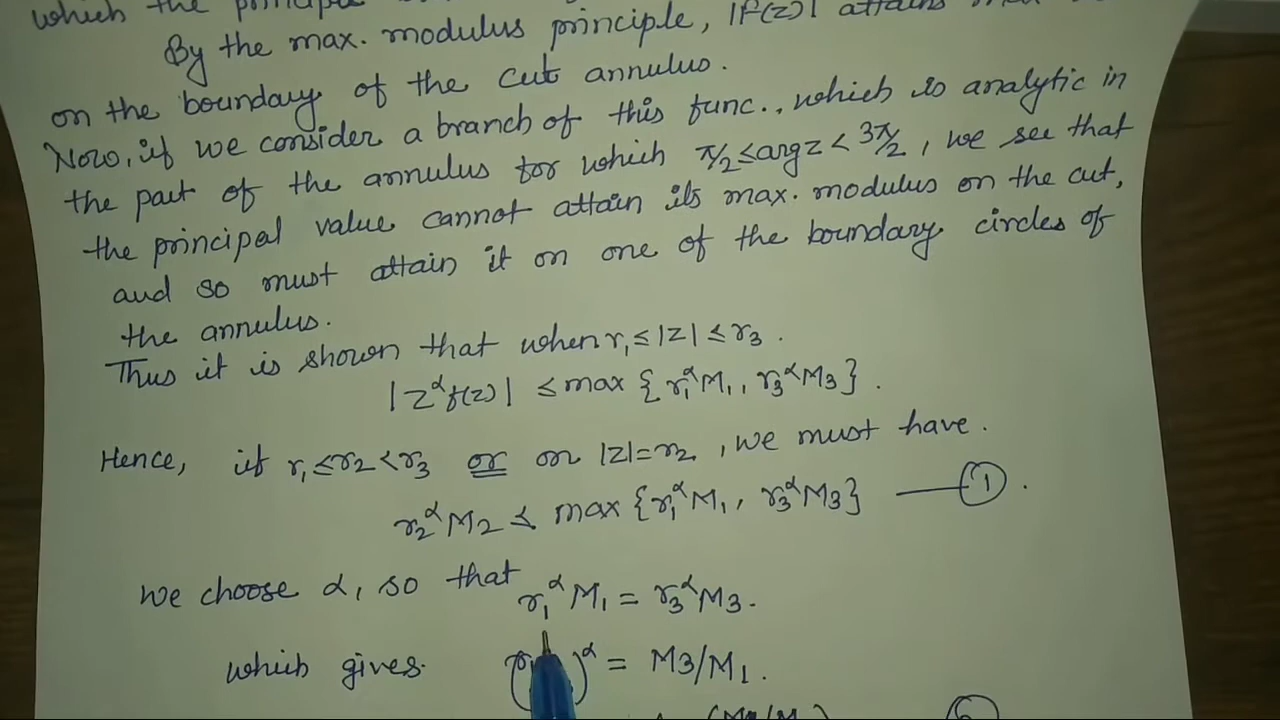 which the
By the max. modulus principle, |F(z)| attains
on the boundary of the cut annulus.
Now, if we consider a branch of this func., which is analytic in
the part of the annulus for which π/2 ≤ arg z < 3π/2, we see that
the principal value cannot attain its max. modulus on the cut,
and so must attain it on one of the boundary circles of
the annulus.
Thus it is shown that when r₁ ≤ |z| ≤ r₃.
|z^α f(z)| ≤ max {r₁^α M₁, r₃^α M₃}.
Hence, if r₁ ≤ r₂ < r₃ or on |z| = r₂, we must have.
r₂^α M₂ ≤ max {r₁^α M₁, r₃^α M₃} — ①.
We choose α, so that
r₁^α M₁ = r₃^α M₃.
which gives. ( )^α = M3/M1.